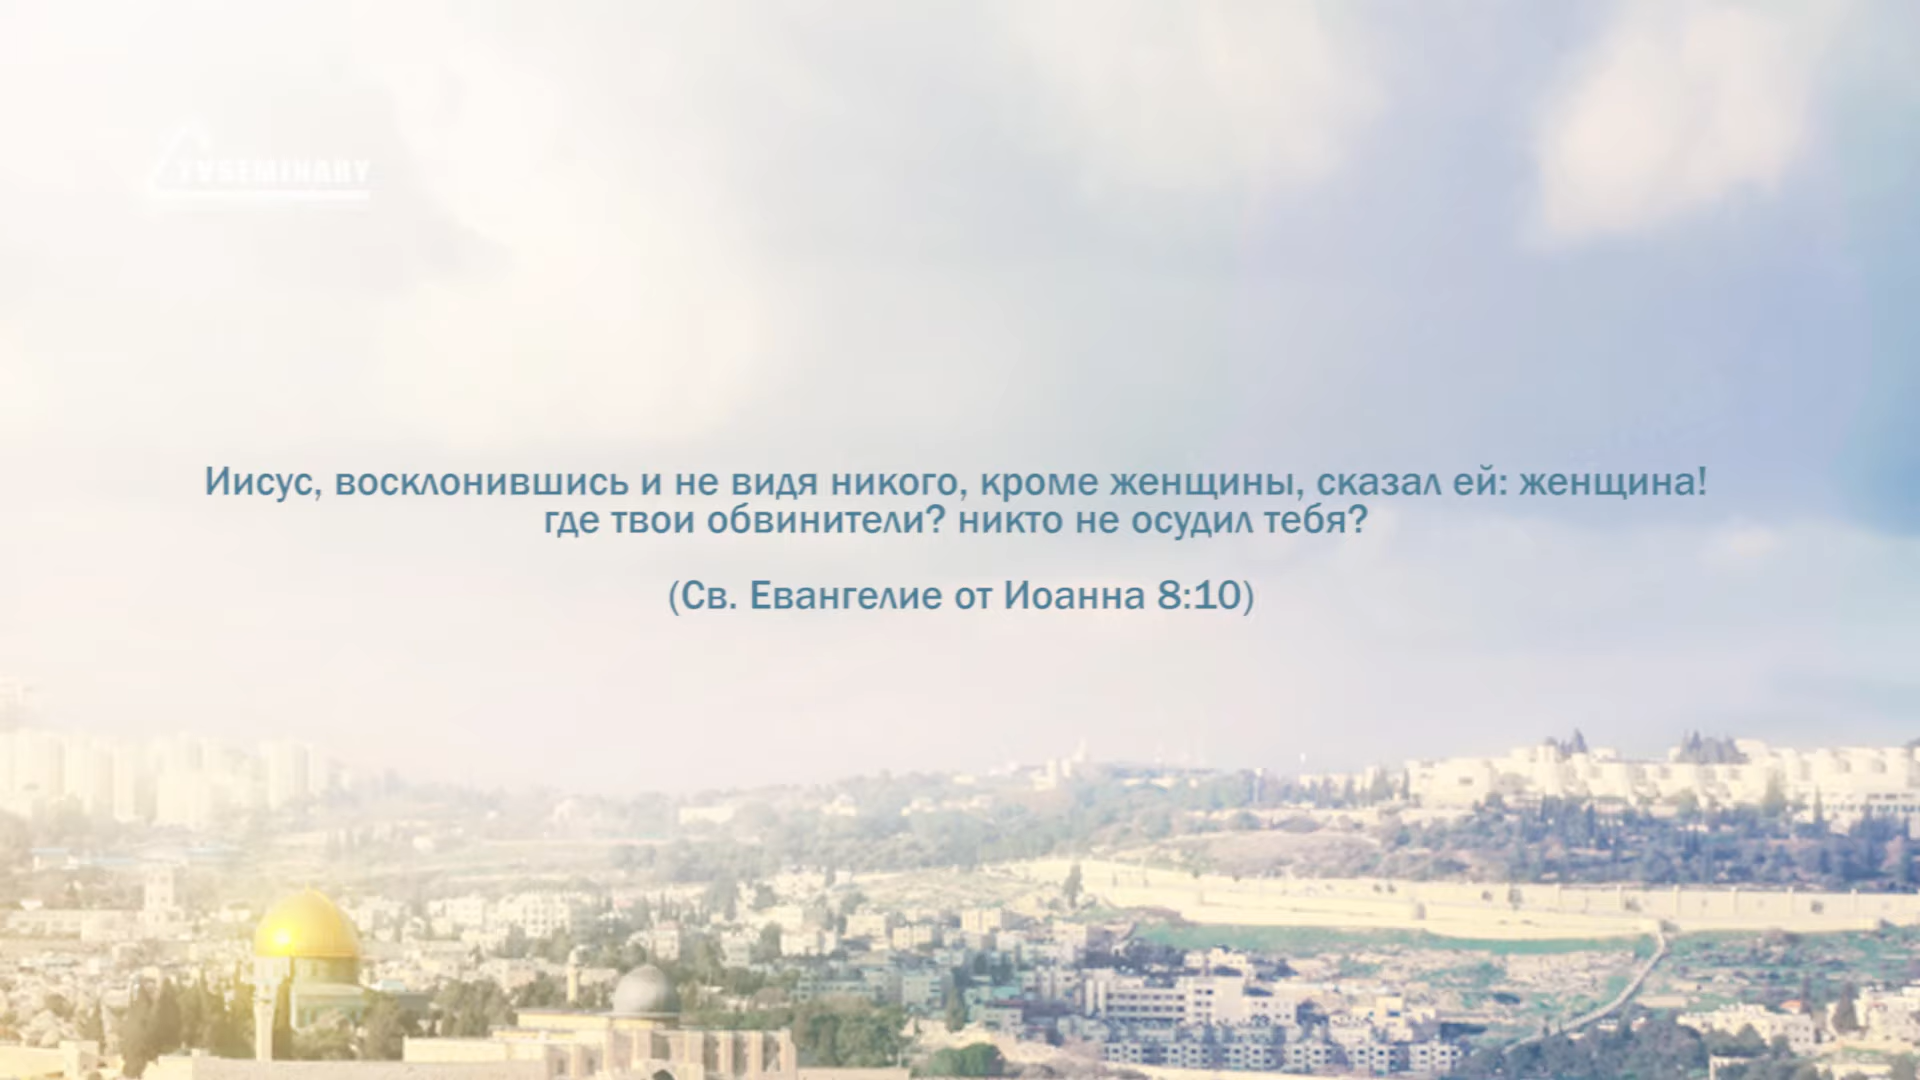 TVSEMINARY
Иисус, восклонившись и не видя никого, кроме женщины, сказал ей: женщина!
где твои обвинители? никто не осудил тебя?
(Св. Евангелие от Иоанна 8:10)